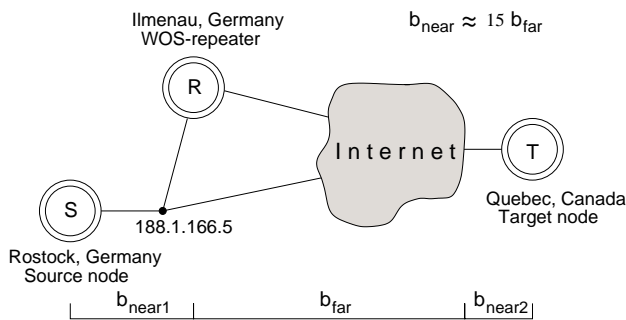 Ilmenau, Germany
WOS-repeater
b_near ≈ 15 b_far
R
Internet
T
S
188.1.166.5
Quebec, Canada
Target node
Rostock, Germany
Source node
b_near1
b_far
b_near2